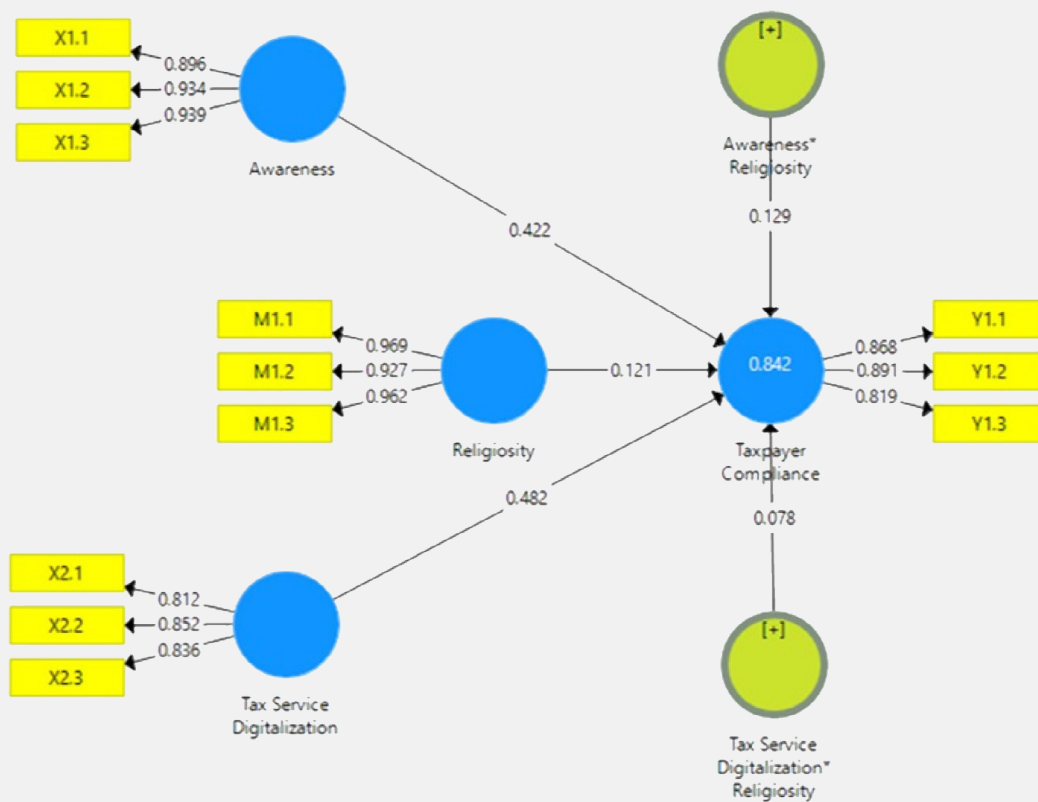 X1.1
X1.2
X1.3
0.896
0.934
0.939
Awareness
[+]
Awareness*
Religiosity
0.129
0.422
M1.1
M1.2
M1.3
0.969
0.927
0.962
Religiosity
0.121
0.842
Taxpayer
Compliance
0.868
0.891
0.819
Y1.1
Y1.2
Y1.3
0.482
0.078
X2.1
X2.2
X2.3
0.812
0.852
0.836
Tax Service
Digitalization
[+]
Tax Service
Digitalization*
Religiosity